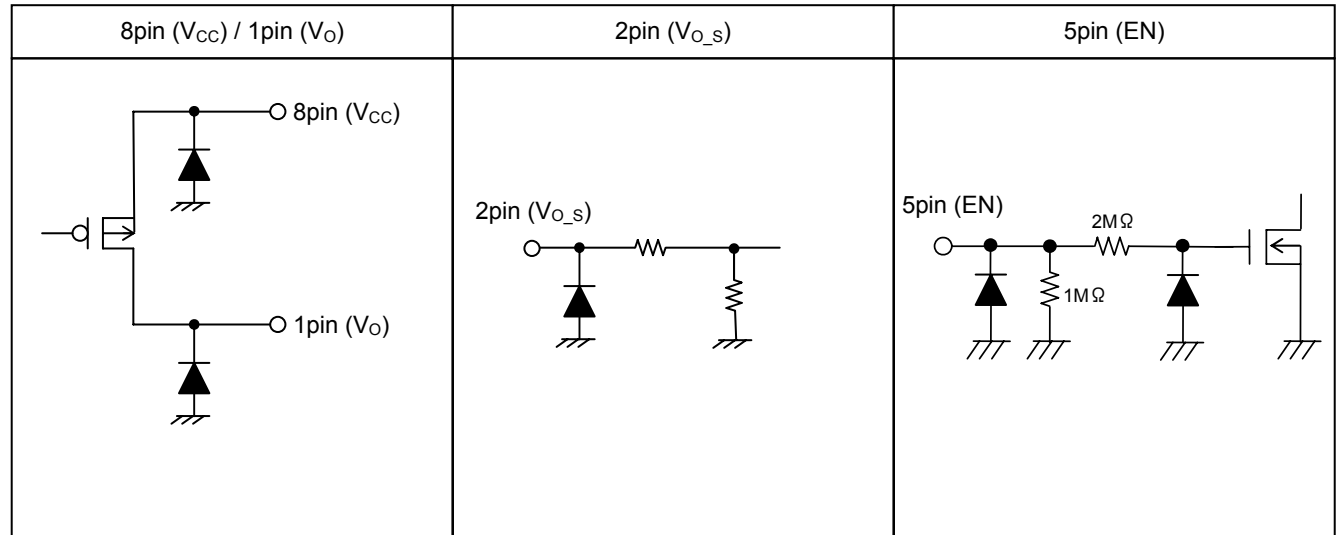 8pin (VCC) / 1pin (VO)
2pin (VO_S)
5pin (EN)
8pin (VCC)
1pin (VO)
2pin (VO_S)
5pin (EN)
2MΩ
1MΩ